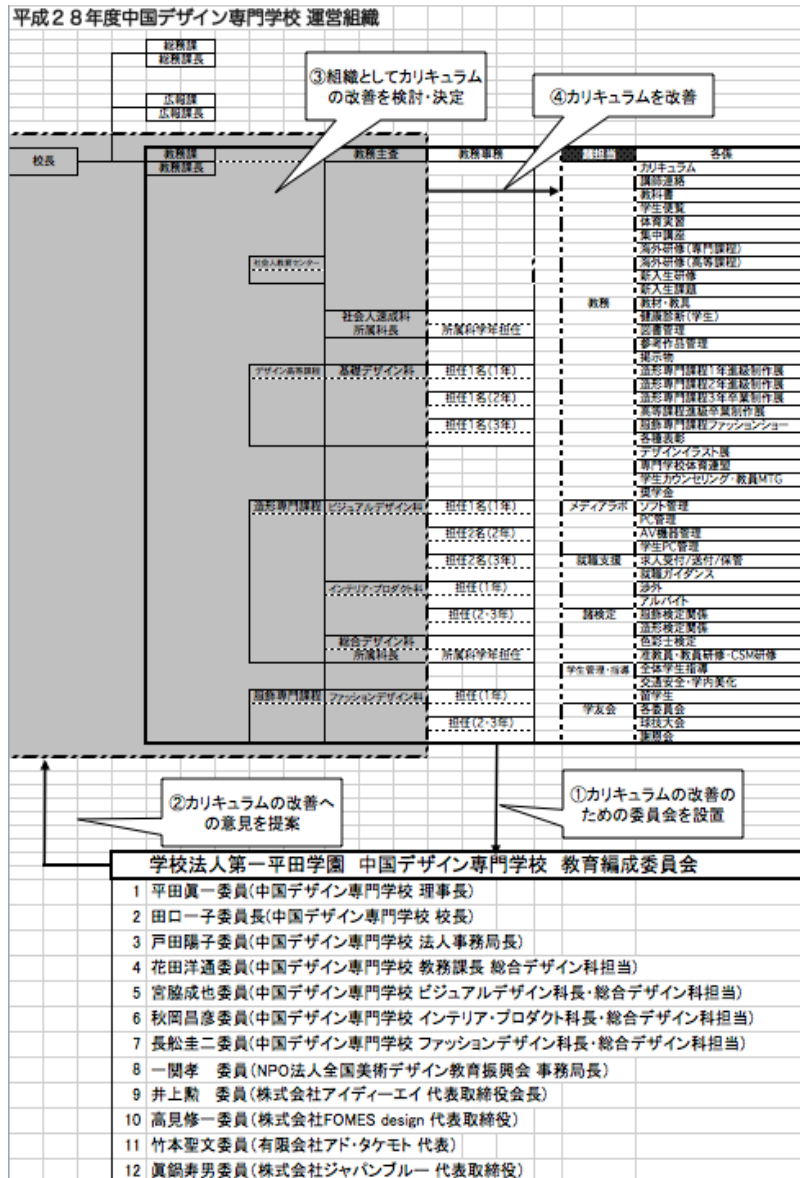 平成28年度中国デザイン専門学校 運営組織
総務課
総務課長
広報課
広報課長
③組織としてカリキュラム
の改善を検討・決定
④カリキュラムを改善
校長
教務課 教務主査 教務事務 各係
教務課長
カリキュラム
講師連絡
教科書
学生便覧
体育実習
集中講座
海外研修(専門課程)
社会人教育センター 海外研修(高等課程)
新入生研修
新入生課題
教務 教材・教具
社会人速成科 健康診断(学生)
所属科長 所属科学年担任 図書管理
参考作品管理
掲示物
デザイン高等課程 基礎デザイン科 担任1名(1年) 造形専門課程1年進級制作展
造形専門課程2年進級制作展
担任1名(2年) 造形専門課程3年卒業制作展
高等課程進級卒業制作展
担任1名(3年) 服飾専門課程ファッションショー
各種表彰
デザインイラスト展
専門学校体育連盟
学生カウンセリング・教員MTG
奨学金
造形専門課程 ビジュアルデザイン科 担任1名(1年) メディアラボ ソフト管理
PC管理
担任2名(2年) AV機器管理
学生PC管理
担任2名(3年) 就職支援 求人受付/送付/保管
就職ガイダンス
インテリア・プロダクト科 担任(1年) 渉外
アルバイト
担任(2・3年) 諸検定 服飾検定関係
造形検定関係
総合デザイン科 色彩士検定
所属科長 所属科学年担任 准教員・教員研修・CSM研修
学生管理・指導 全体学生指導
交通安全・学内美化
服飾専門課程 ファッションデザイン科 担任(1年) 留学生
学友会 各委員会
担任(2・3年) 球技大会
謝恩会
②カリキュラムの改善へ
の意見を提案
①カリキュラムの改善の
ための委員会を設置
学校法人第一平田学園 中国デザイン専門学校 教育編成委員会
1 平田眞一委員(中国デザイン専門学校 理事長)
2 田口一子委員長(中国デザイン専門学校 校長)
3 戸田陽子委員(中国デザイン専門学校 法人事務局長)
4 花田洋通委員(中国デザイン専門学校 教務課長 総合デザイン科担当)
5 宮脇成也委員(中国デザイン専門学校 ビジュアルデザイン科長・総合デザイン科担当)
6 秋岡昌彦委員(中国デザイン専門学校 インテリア・プロダクト科長・総合デザイン科担当)
7 長舩圭二委員(中国デザイン専門学校 ファッションデザイン科長・総合デザイン科担当)
8 一関孝 委員(NPO法人全国美術デザイン教育振興会 事務局長)
9 井上勲 委員(株式会社アイディーエイ 代表取締役会長)
10 高見修一委員(株式会社FOMES design 代表取締役)
11 竹本聖文委員(有限会社アド・タケモト 代表)
12 眞鍋寿男委員(株式会社ジャパンブルー 代表取締役)